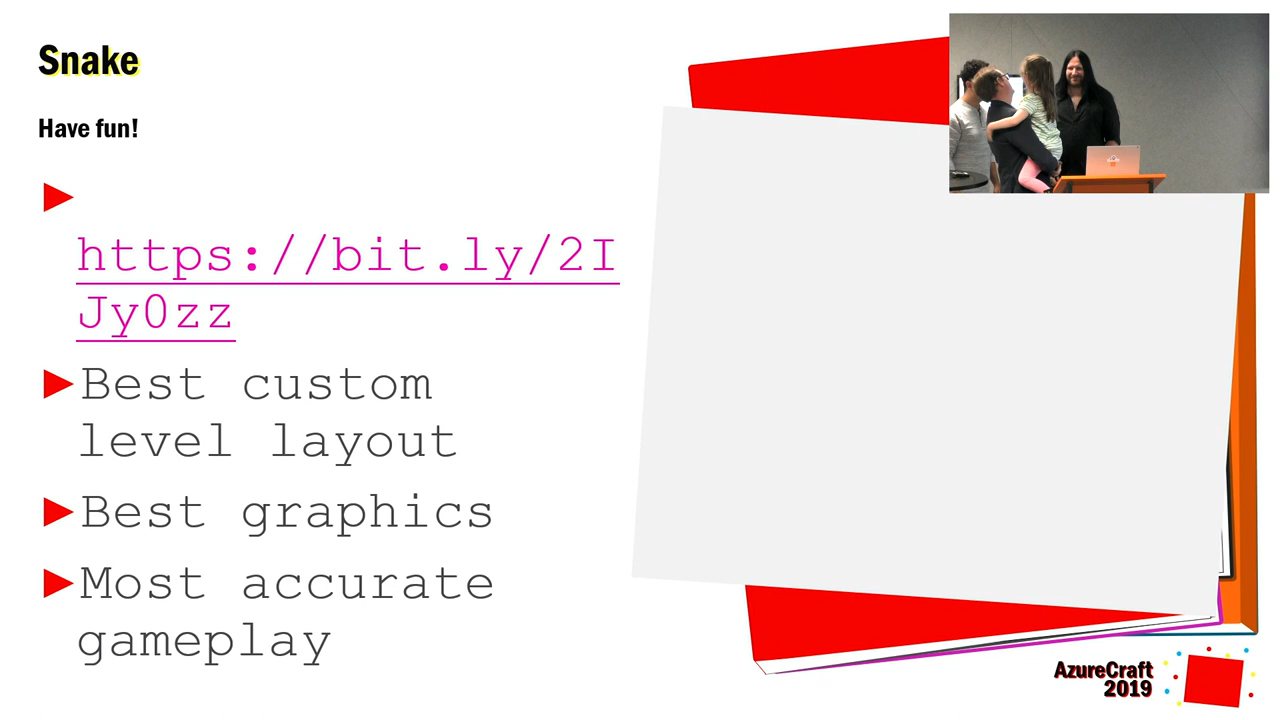 Snake
Have fun!
https://bit.ly/2I
Jy0zz
Best custom
level layout
Best graphics
Most accurate
gameplay
AzureCraft
2019